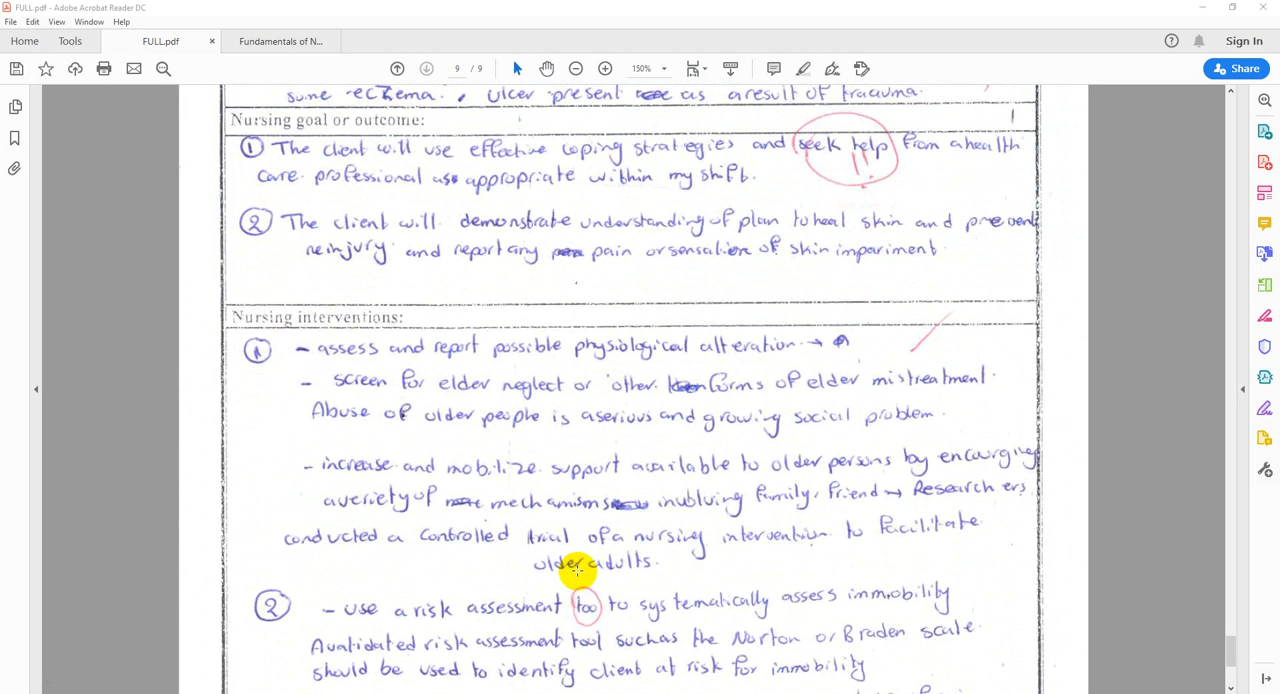 FULL.pdf - Adobe Acrobat Reader DC
File Edit View Window Help
Home Tools FULL.pdf × Fundamentals of N... Sign In
9 / 9 150% Share
some ecthema. , ulcer present as a result of tracuma.
Nursing goal or outcome:
① The client will use effective coping strategies and seek help from a health
care professional as appropriate within my shift.
② The client will demonstrate understanding of plan to heal skin and prevent
reinjury and report any pain or sensation of skin impariment
Nursing interventions:
① - assess and report possible physiological alteration →
- screen for elder neglect or other forms of elder mistreatment.
Abuse of older people is a serious and growing social problem.
- increase and mobilize support available to older persons by encourging
a veriety of mechamisms involving family, friend → Researchers
conducted a controlled trial of a nursing intervention to facilitate
older adults.
② - use a risk assessment too to systematically assess immobility
A validated risk assessment tool such as the Norton or Braden scale
should be used to identify client at risk for immobility